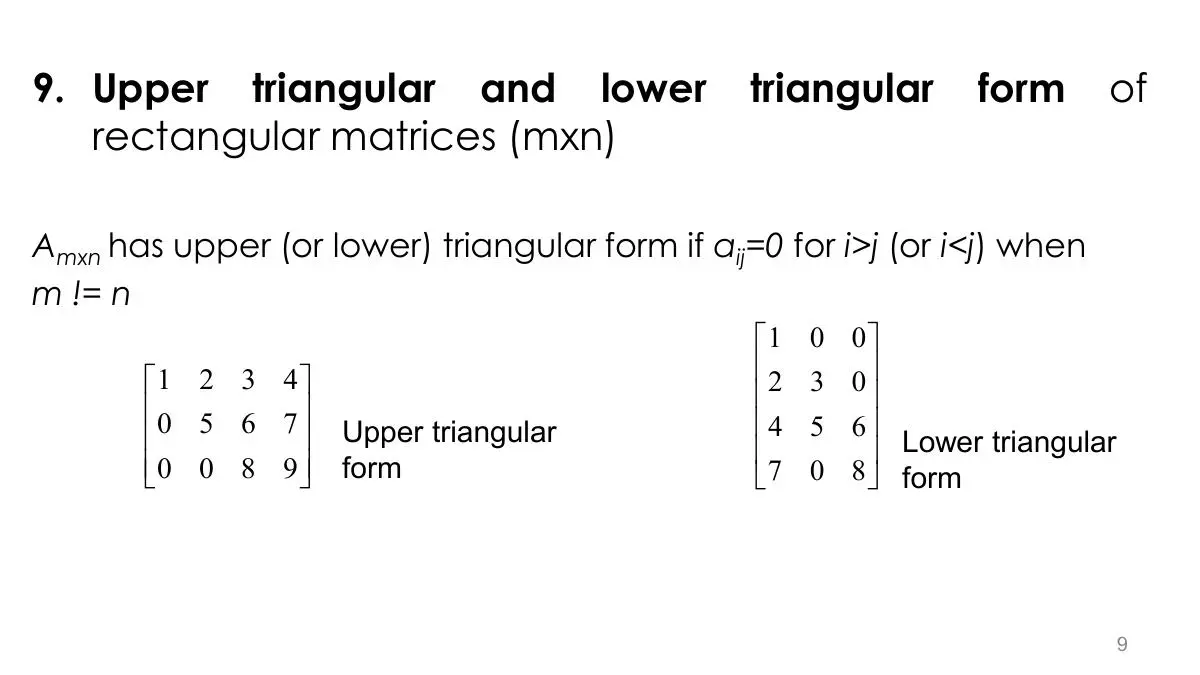 9. Upper triangular and lower triangular form of
rectangular matrices (mxn)
Amxn has upper (or lower) triangular form if aij=0 for i>j (or i<j) when
m != n
1 2 3 4
0 5 6 7
0 0 8 9
Upper triangular
form
1 0 0
2 3 0
4 5 6
7 0 8
Lower triangular
form
9